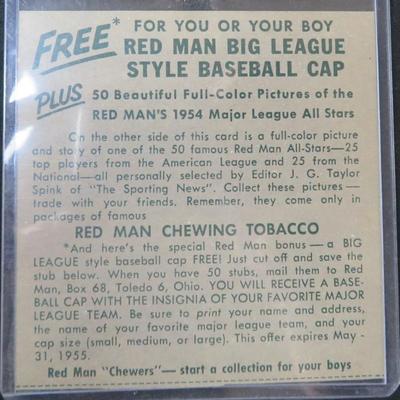 FREE* FOR YOU OR YOUR BOY
RED MAN BIG LEAGUE
STYLE BASEBALL CAP
PLUS 50 Beautiful Full-Color Pictures of the
RED MAN'S 1954 Major League All Stars
On the other side of this card is a full-color picture
and story of one of the 50 famous Red Man All-Stars—25
top players from the American League and 25 from the
National—all personally selected by Editor J. G. Taylor
Spink of "The Sporting News". Collect these pictures—
trade with your friends. Remember, they come only in
packages of famous
RED MAN CHEWING TOBACCO
*And here's the special Red Man bonus—a BIG
LEAGUE style baseball cap FREE! Just cut off and save the
stub below. When you have 50 stubs, mail them to Red
Man, Box 68, Toledo 6, Ohio. YOU WILL RECEIVE A BASE-
BALL CAP WITH THE INSIGNIA OF YOUR FAVORITE MAJOR
LEAGUE TEAM. Be sure to print your name and address,
the name of your favorite major league team, and your
cap size (small, medium, or large). This offer expires May -
31, 1955.
Red Man "Chewers"— start a collection for your boys